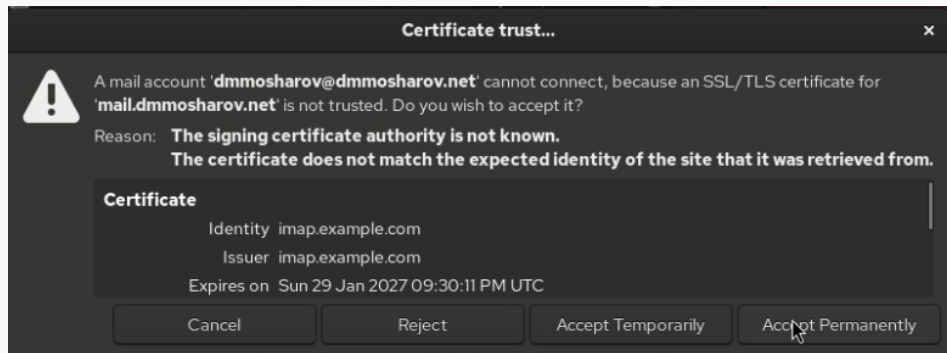 Certificate trust...
×
A mail account 'dmmosharov@dmmosharov.net' cannot connect, because an SSL/TLS certificate for
'mail.dmmosharov.net' is not trusted. Do you wish to accept it?
Reason: The signing certificate authority is not known.
The certificate does not match the expected identity of the site that it was retrieved from.
Certificate
Identity imap.example.com
Issuer imap.example.com
Expires on Sun 29 Jan 2027 09:30:11 PM UTC
Cancel Reject Accept Temporarily Accept Permanently